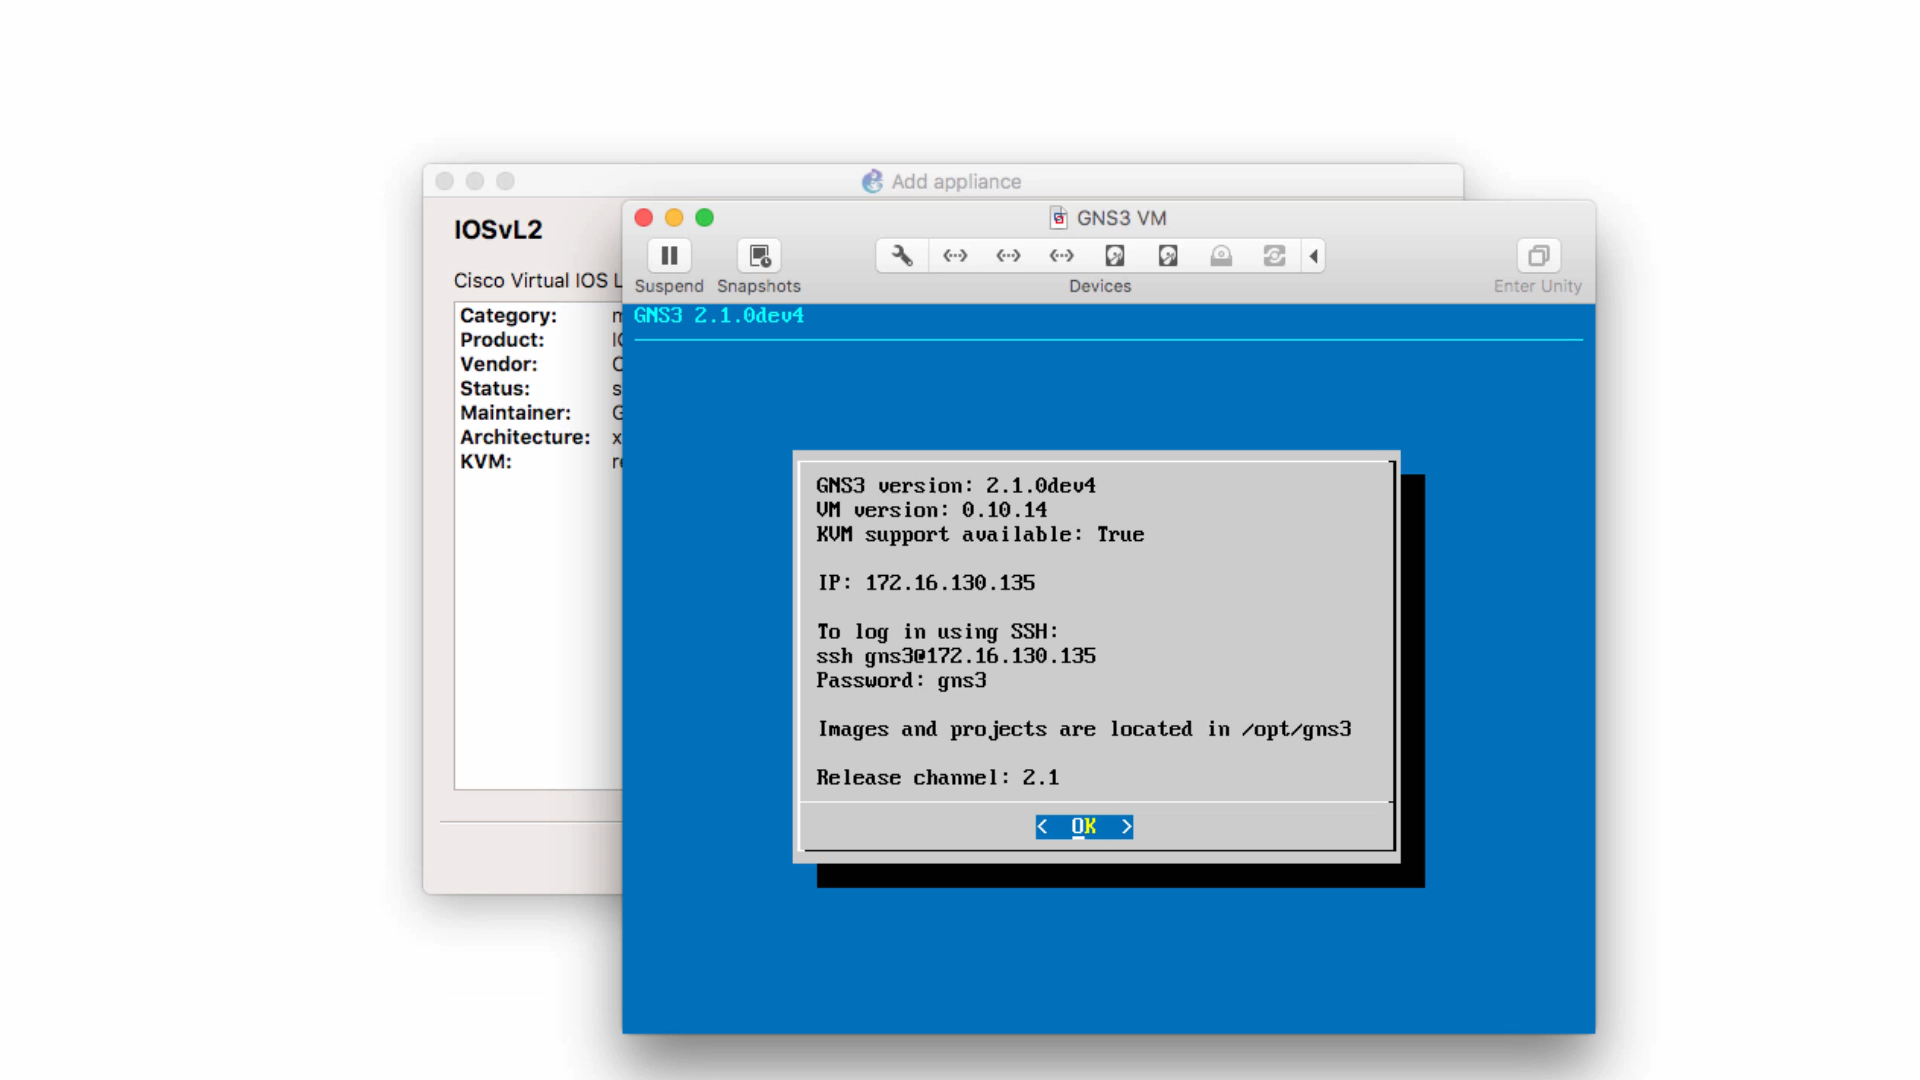 Add appliance
IOSvL2
Cisco Virtual IOS L
Category:
Product:
Vendor:
Status:
Maintainer:
Architecture:
KVM:
GNS3 VM
Suspend
Snapshots
Devices
Enter Unity
GNS3 2.1.0dev4
GNS3 version: 2.1.0dev4
VM version: 0.10.14
KVM support available: True
IP: 172.16.130.135
To log in using SSH:
ssh gns3@172.16.130.135
Password: gns3
Images and projects are located in /opt/gns3
Release channel: 2.1
< OK >